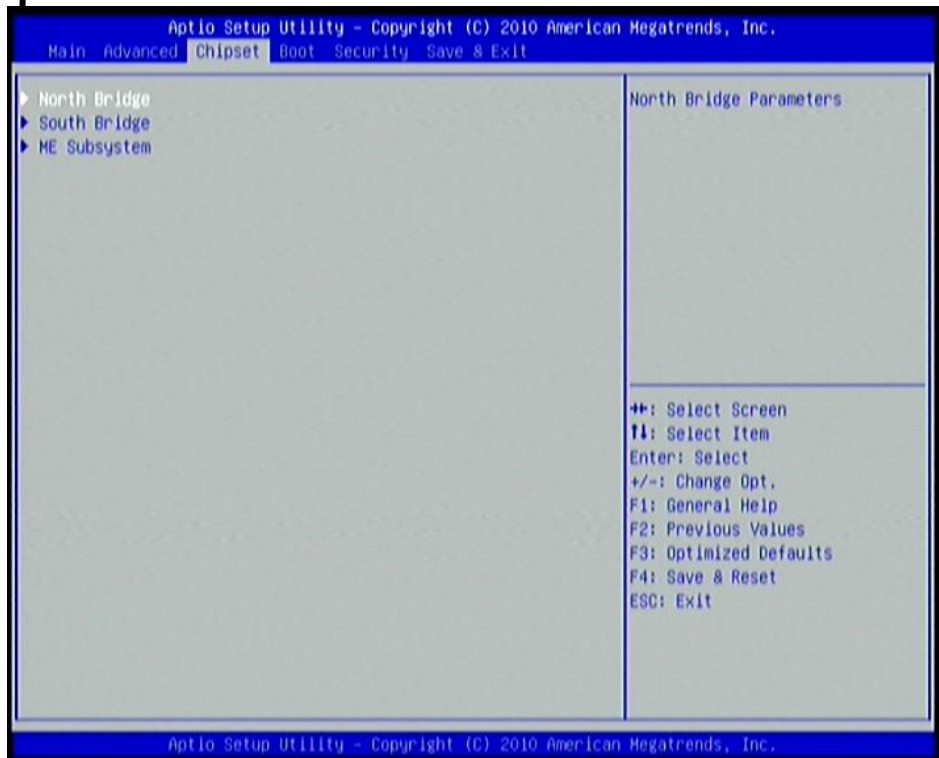 Aptio Setup Utility - Copyright (C) 2010 American Megatrends, Inc.
Main Advanced Chipset Boot Security Save & Exit
North Bridge
South Bridge
ME Subsystem
North Bridge Parameters
→←: Select Screen
↑↓: Select Item
Enter: Select
+/-: Change Opt.
F1: General Help
F2: Previous Values
F3: Optimized Defaults
F4: Save & Reset
ESC: Exit
Aptio Setup Utility - Copyright (C) 2010 American Megatrends, Inc.